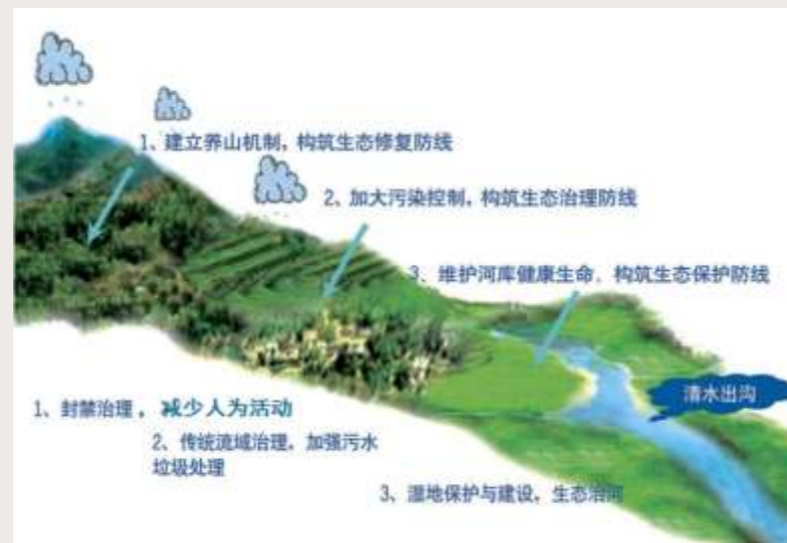 1、建立养山机制，构筑生态修复防线
2、加大污染控制，构筑生态治理防线
3、维护河库健康生命，构筑生态保护防线
清水出沟
1、封禁治理，减少人为活动
2、传统流域治理，加强污水
垃圾处理
3、湿地保护与建设，生态治河